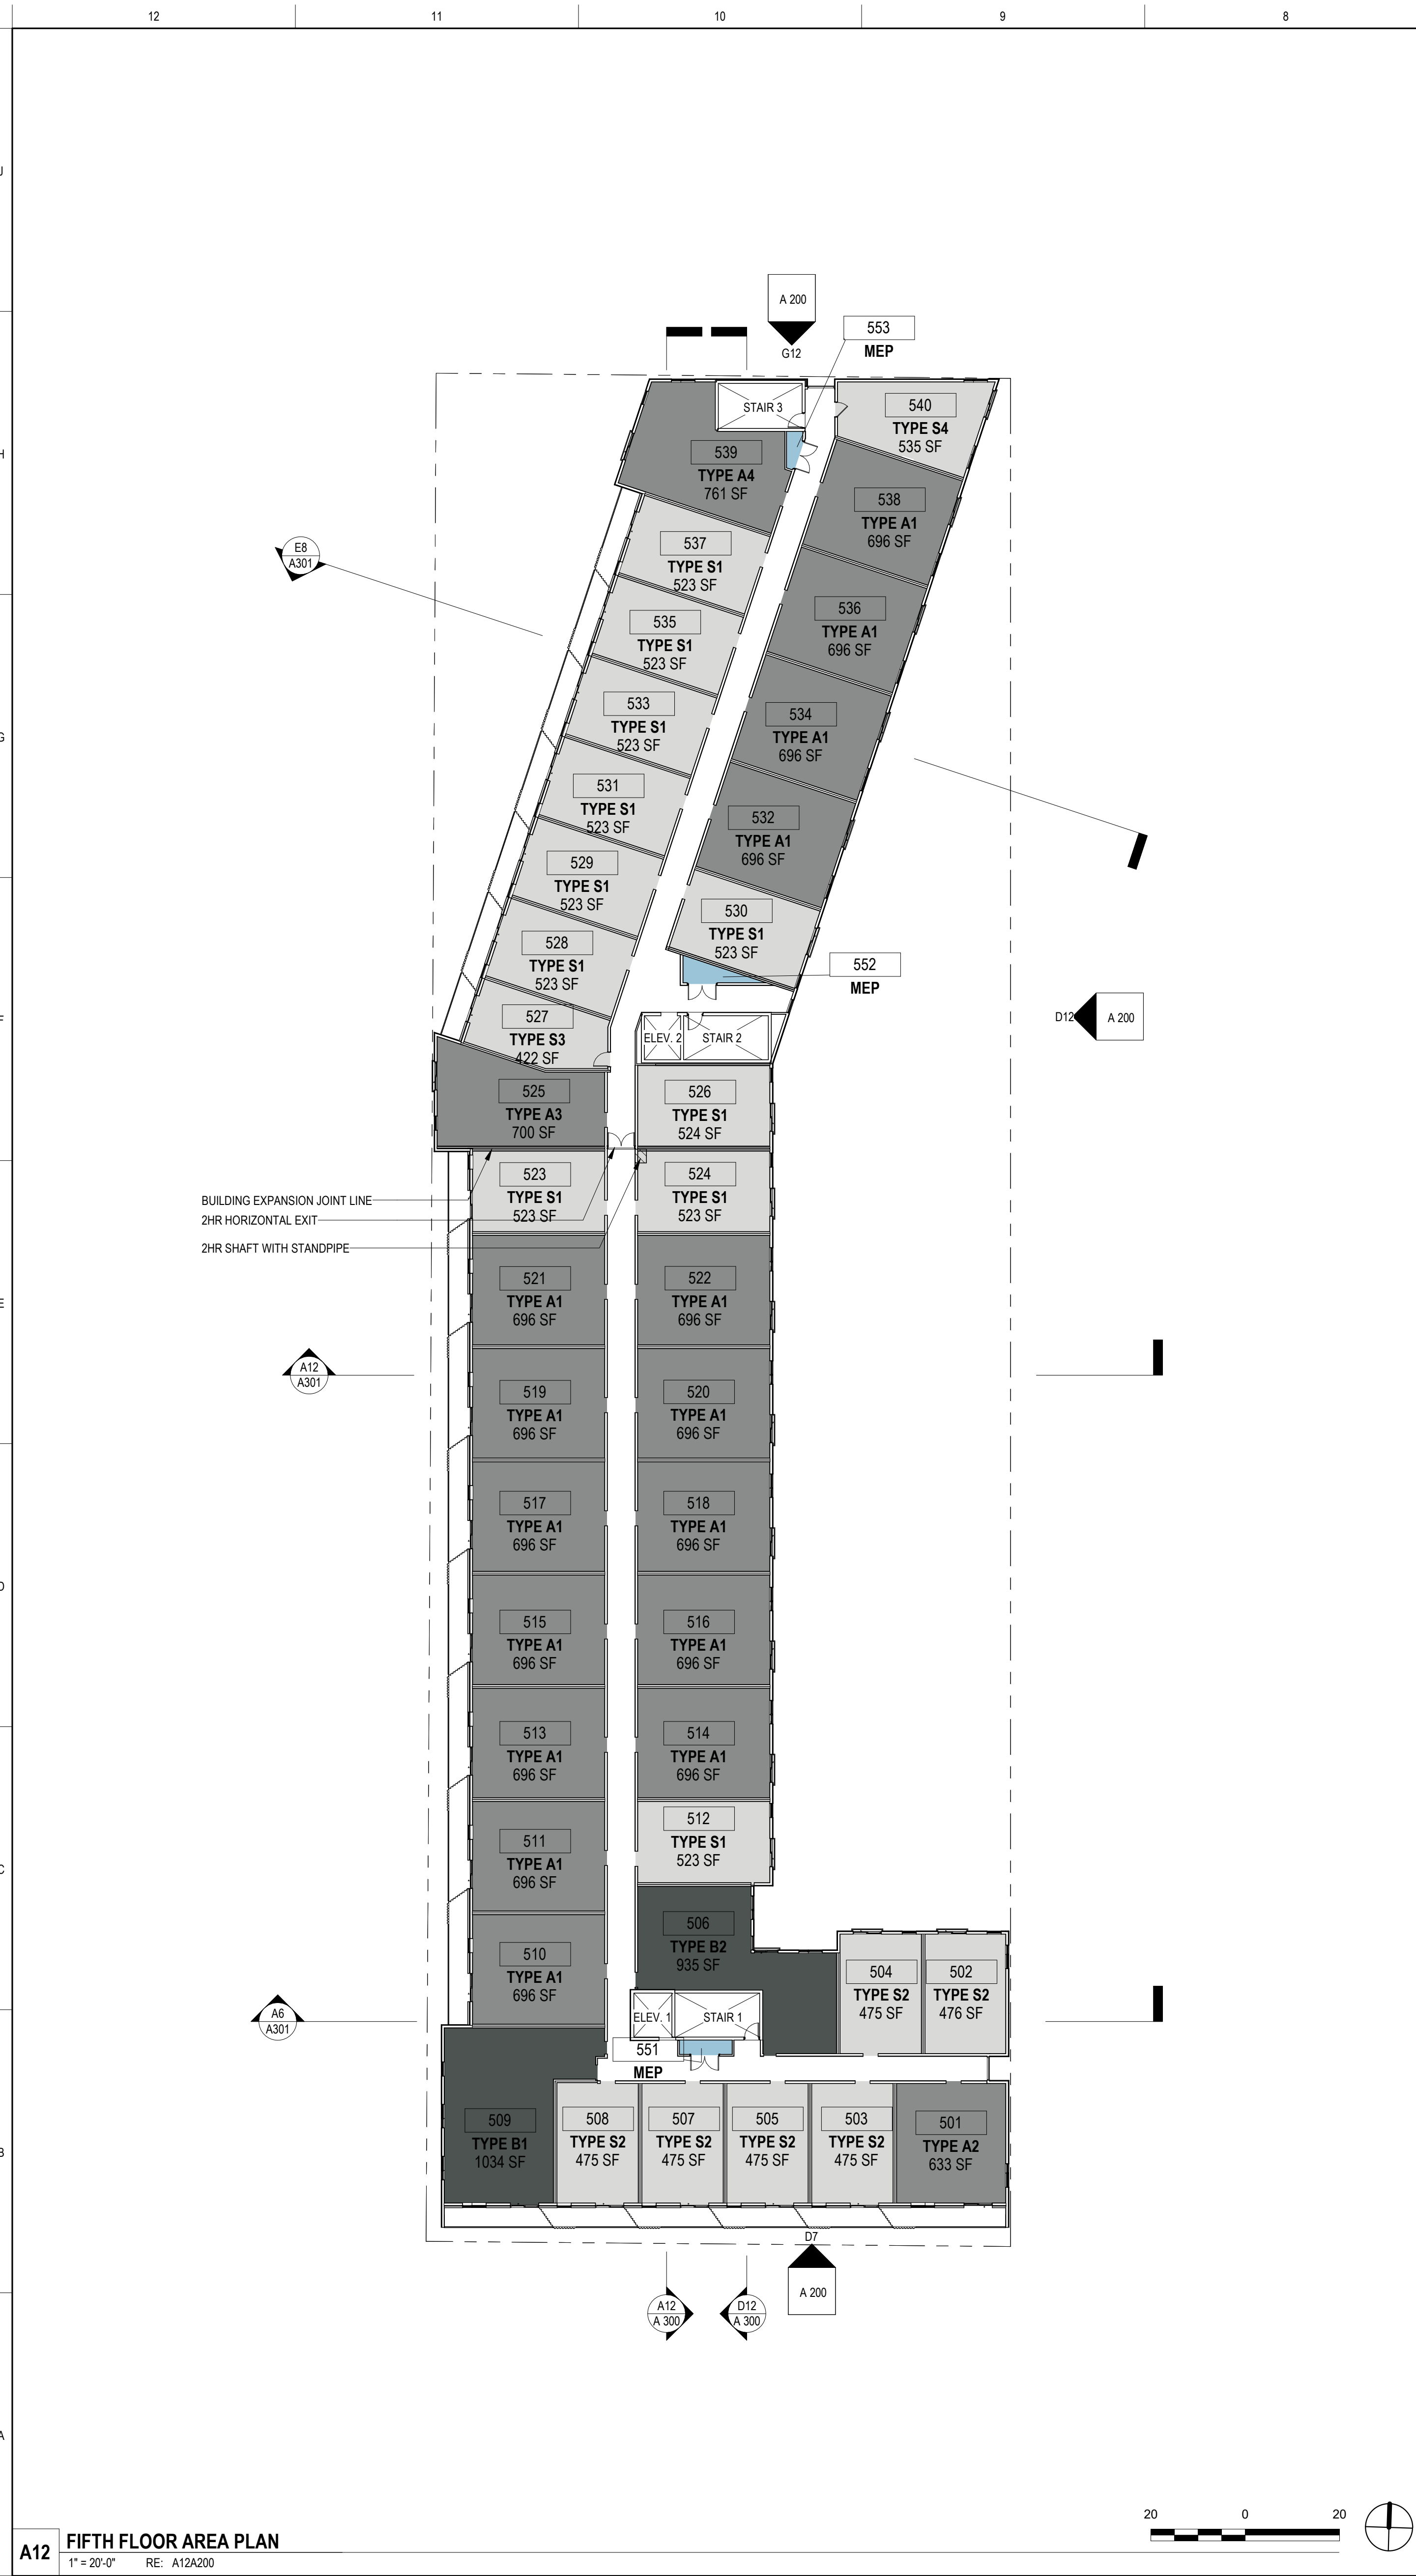 12
11
10
9
8
J
H
G
F
E
D
C
B
A
A 200
G12
553
MEP
STAIR 3
540
TYPE S4
535 SF
539
TYPE A4
761 SF
538
TYPE A1
696 SF
537
TYPE S1
523 SF
E8
A301
536
TYPE A1
696 SF
535
TYPE S1
523 SF
534
TYPE A1
696 SF
533
TYPE S1
523 SF
531
TYPE S1
523 SF
532
TYPE A1
696 SF
529
TYPE S1
523 SF
530
TYPE S1
523 SF
528
TYPE S1
523 SF
552
MEP
527
TYPE S3
422 SF
ELEV. 2
STAIR 2
D12
A 200
525
TYPE A3
700 SF
526
TYPE S1
524 SF
523
TYPE S1
523 SF
524
TYPE S1
523 SF
BUILDING EXPANSION JOINT LINE
2HR HORIZONTAL EXIT
2HR SHAFT WITH STANDPIPE
521
TYPE A1
696 SF
522
TYPE A1
696 SF
A12
A301
519
TYPE A1
696 SF
520
TYPE A1
696 SF
517
TYPE A1
696 SF
518
TYPE A1
696 SF
515
TYPE A1
696 SF
516
TYPE A1
696 SF
513
TYPE A1
696 SF
514
TYPE A1
696 SF
512
TYPE S1
523 SF
511
TYPE A1
696 SF
506
TYPE B2
935 SF
510
TYPE A1
696 SF
504
TYPE S2
475 SF
502
TYPE S2
476 SF
A6
A301
ELEV. 1
STAIR 1
551
MEP
509
TYPE B1
1034 SF
508
TYPE S2
475 SF
507
TYPE S2
475 SF
505
TYPE S2
475 SF
503
TYPE S2
475 SF
501
TYPE A2
633 SF
D7
A 200
A12
A 300
D12
A 300
A12
FIFTH FLOOR AREA PLAN
1" = 20'-0" RE: A12A200
20 0 20